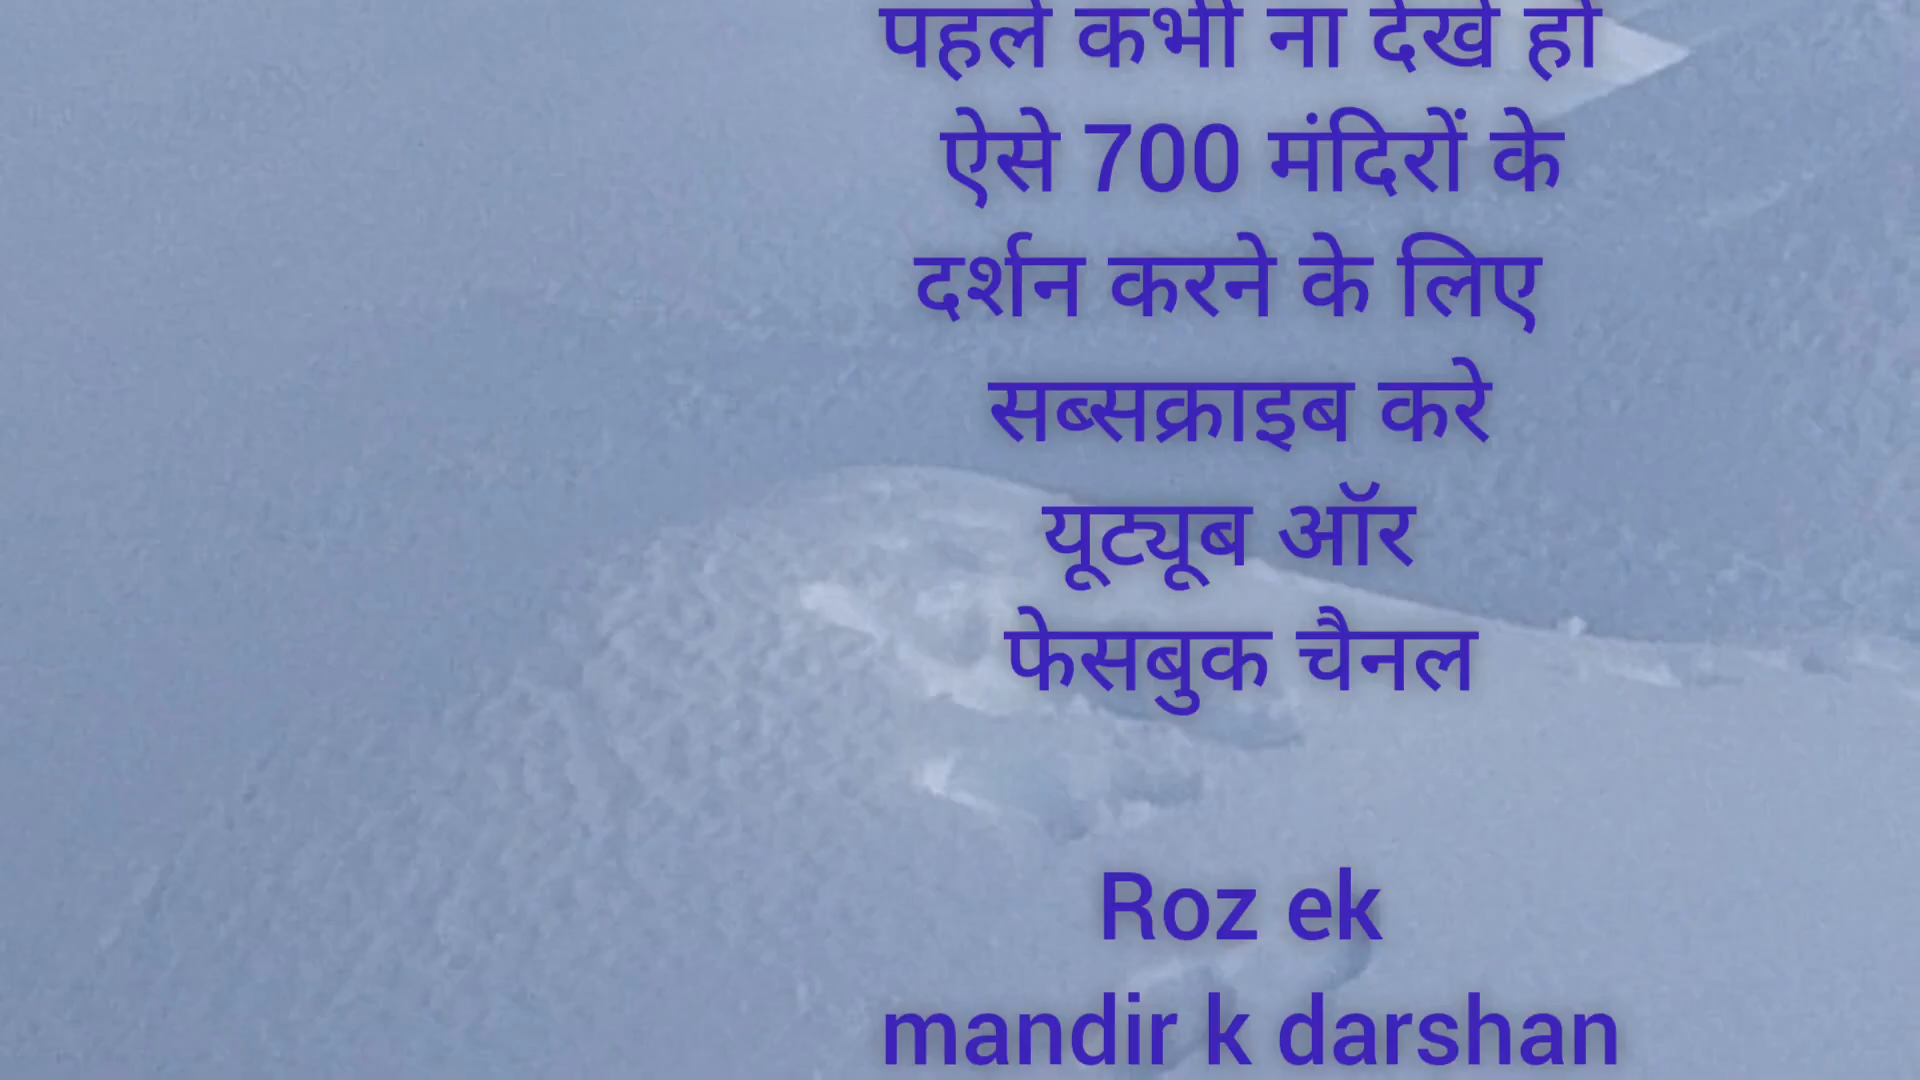 पहले कभी ना देखे हो
ऐसे 700 मंदिरों के
दर्शन करने के लिए
सब्सक्राइब करे
यूट्यूब ऑर
फेसबुक चैनल
Roz ek
mandir k darshan